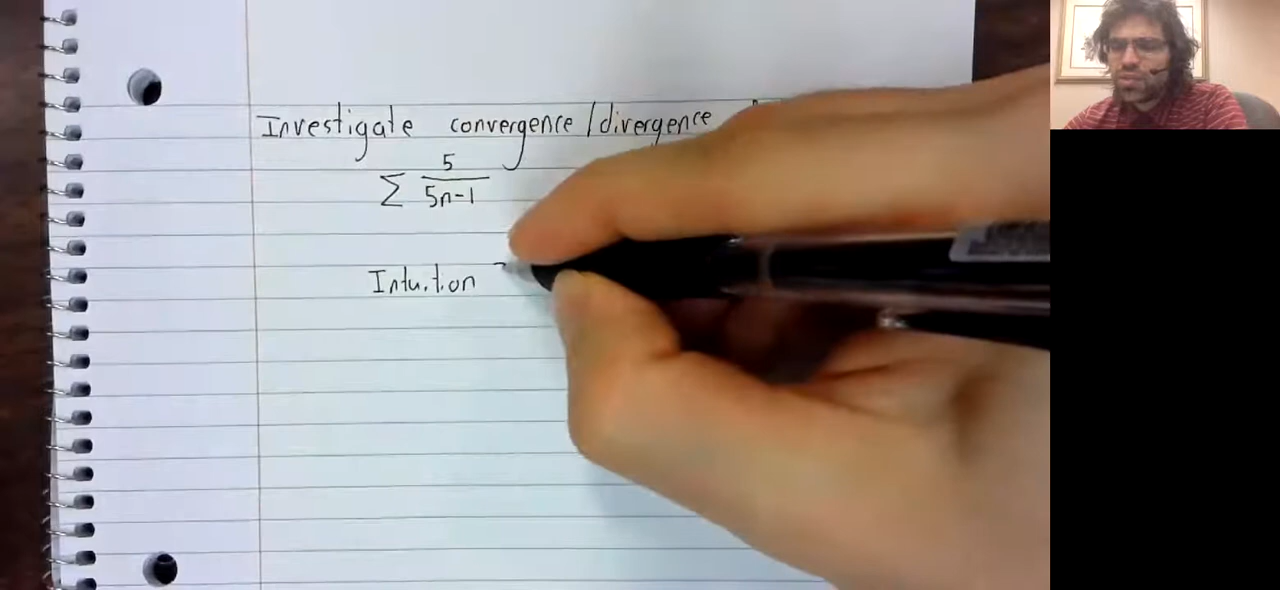 Investigate convergence/divergence
∑ 5/(5n-1)
Intuition